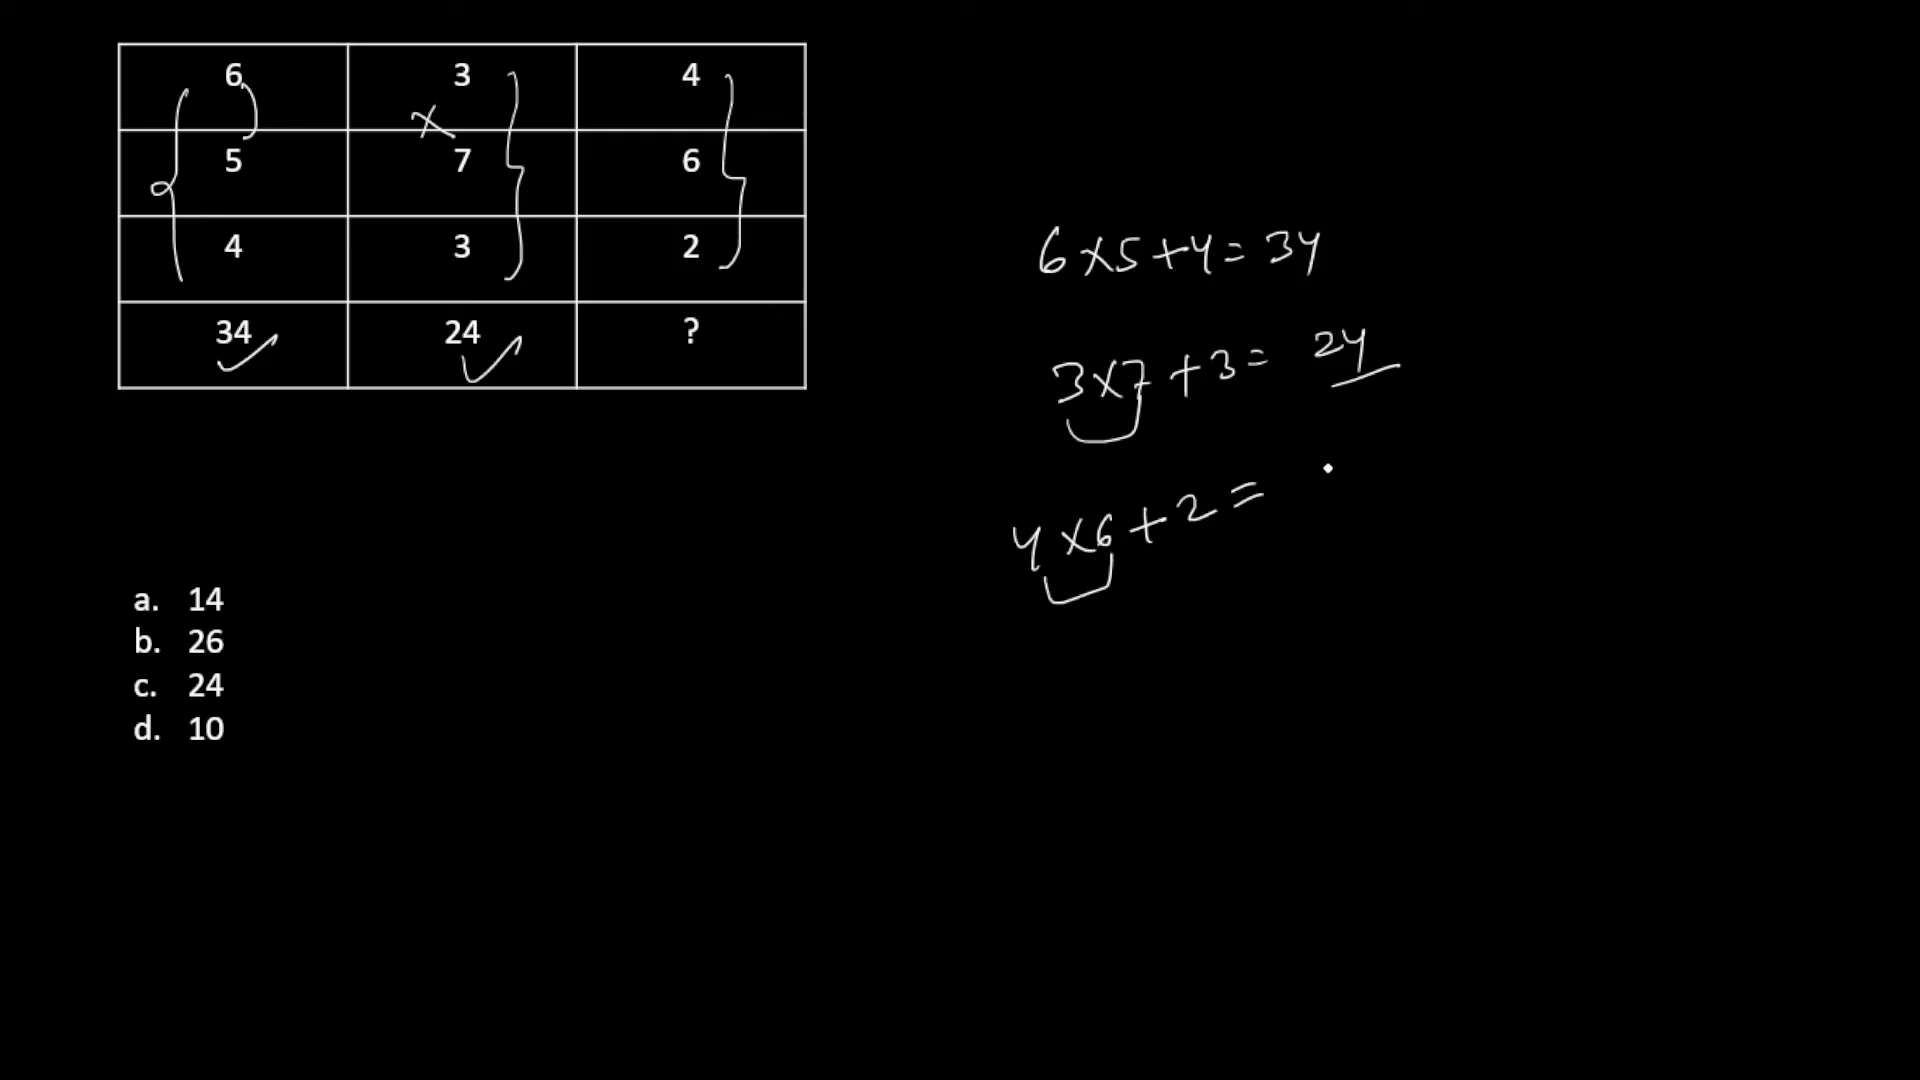 6 3 4
5 7 6
4 3 2
34 24 ?
6 × 5 + 4 = 34
3 × 7 + 3 = 24
4 × 6 + 2 =
a. 14
b. 26
c. 24
d. 10